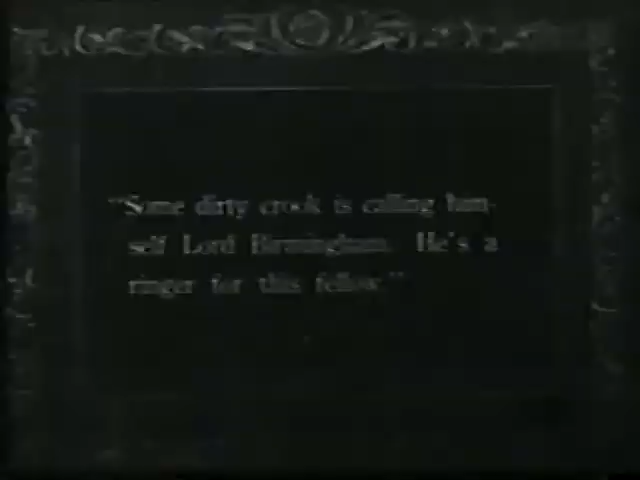 "Some dirty crook is calling him-
self Lord Birmingham. He's a
ringer for this fellow."